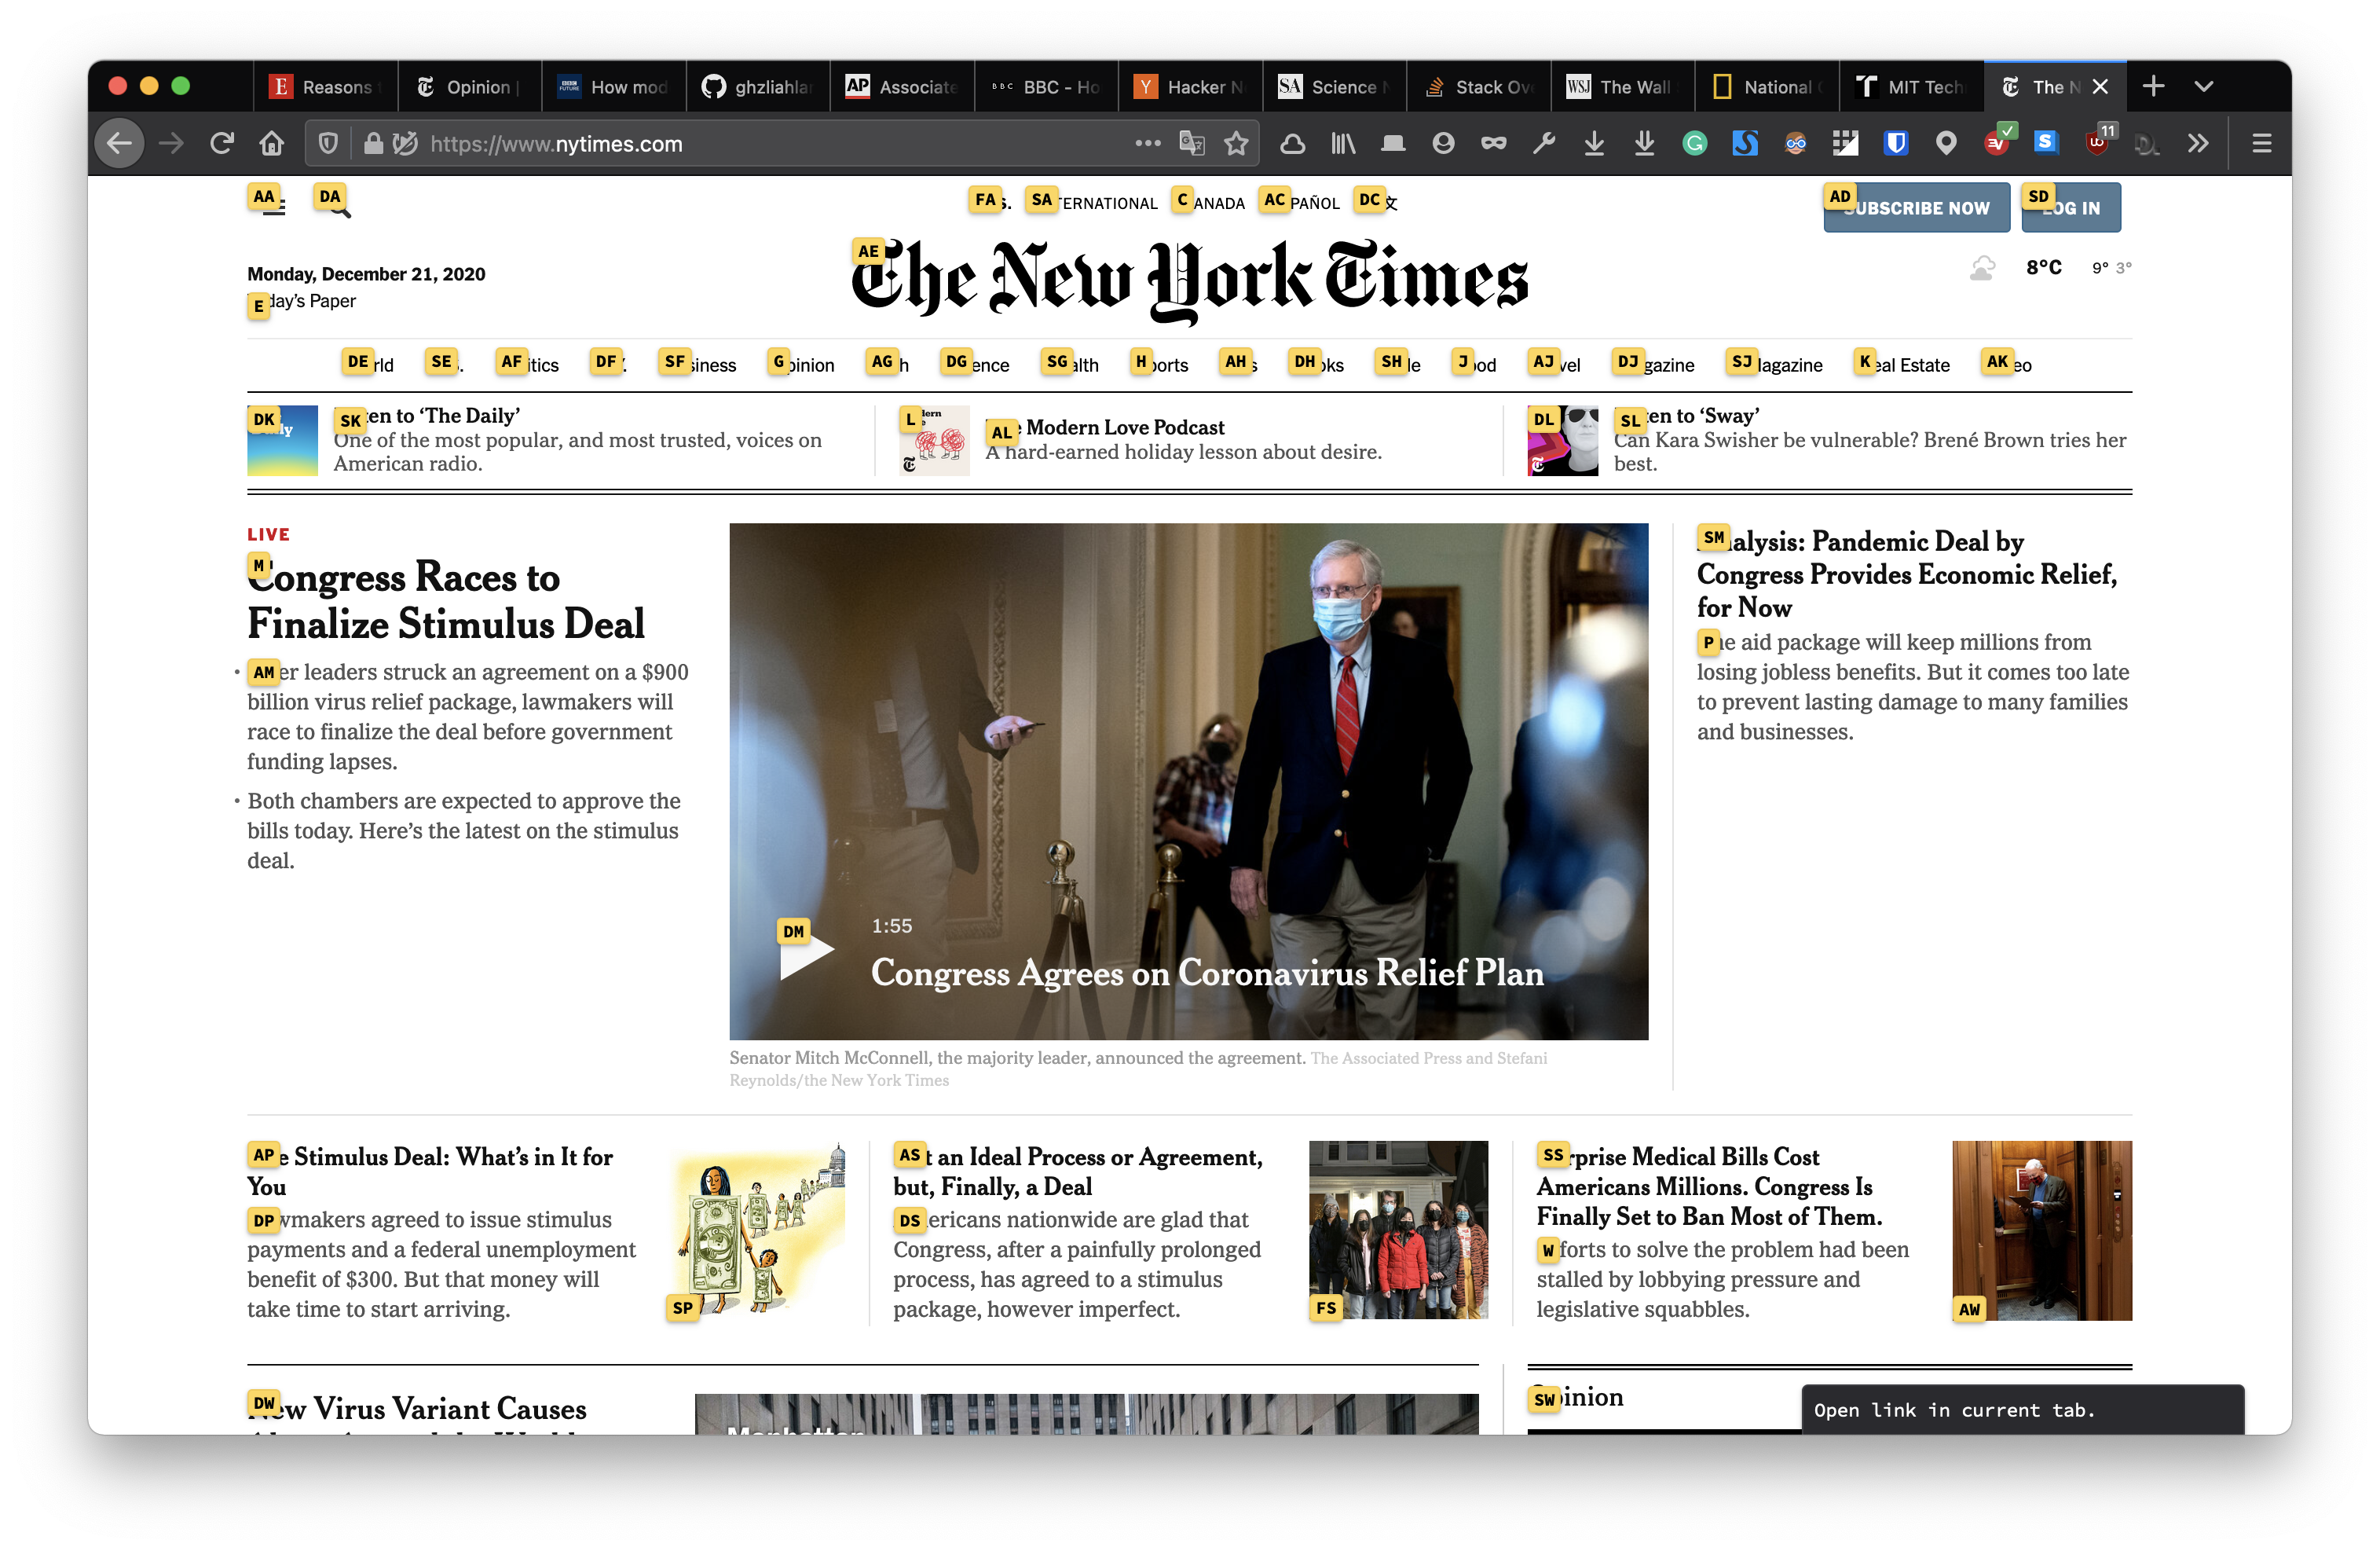 Reasons
Opinion |
How mod
ghzliahlar
AP Associate
BBC BBC - Ho
Y Hacker N
SA Science N
Stack Ov
WSJ The Wall
National
MIT Tech
The N
https://www.nytimes.com
11
AA DA FA S. SA TERNATIONAL C ANADA AC PAÑOL DC 文 AD SUBSCRIBE NOW SD LOG IN
AE The New York Times
Monday, December 21, 2020
E day's Paper
8°C 9° 3°
DE rld SE . AF itics DF . SF siness G pinion AG h DG ence SG alth H ports AH s DH oks SH le J ood AJ vel DJ gazine SJ lagazine K eal Estate AK eo
DK ly
SK ten to ‘The Daily’
One of the most popular, and most trusted, voices on
American radio.
L
AL e Modern Love Podcast
A hard-earned holiday lesson about desire.
DL
SL ten to ‘Sway’
Can Kara Swisher be vulnerable? Brené Brown tries her
best.
LIVE
M
Congress Races to
Finalize Stimulus Deal
• AM er leaders struck an agreement on a $900
billion virus relief package, lawmakers will
race to finalize the deal before government
funding lapses.
• Both chambers are expected to approve the
bills today. Here’s the latest on the stimulus
deal.
DM
1:55
Congress Agrees on Coronavirus Relief Plan
Senator Mitch McConnell, the majority leader, announced the agreement. The Associated Press and Stefani
Reynolds/the New York Times
SM alysis: Pandemic Deal by
Congress Provides Economic Relief,
for Now
P e aid package will keep millions from
losing jobless benefits. But it comes too late
to prevent lasting damage to many families
and businesses.
AP e Stimulus Deal: What’s in It for
You
DP wmakers agreed to issue stimulus
payments and a federal unemployment
benefit of $300. But that money will
take time to start arriving.
SP
AS t an Ideal Process or Agreement,
but, Finally, a Deal
DS ericans nationwide are glad that
Congress, after a painfully prolonged
process, has agreed to a stimulus
package, however imperfect.
FS
SS rprise Medical Bills Cost
Americans Millions. Congress Is
Finally Set to Ban Most of Them.
W forts to solve the problem had been
stalled by lobbying pressure and
legislative squabbles.
AW
DW
New Virus Variant Causes
Manhattan
SW inion
Open link in current tab.